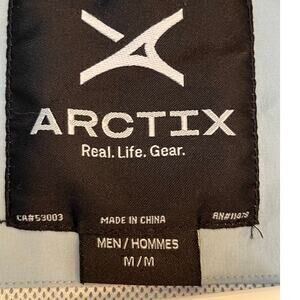 ARCTIX
Real. Life. Gear.
CA#53003
MADE IN CHINA
MEN / HOMMES
M/M